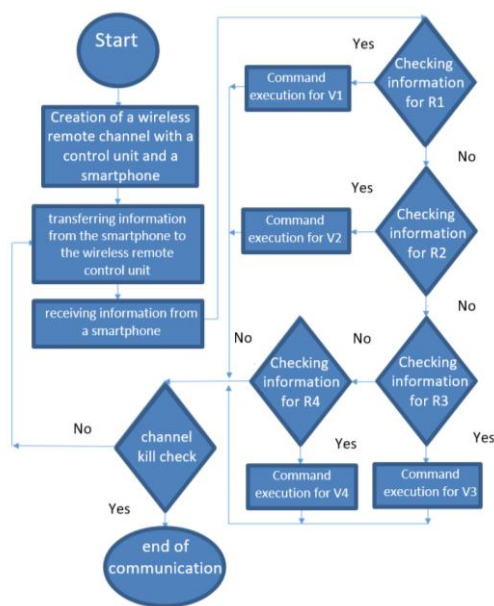 Start
Creation of a wireless
remote channel with a
control unit and a
smartphone
transferring information
from the smartphone to
the wireless remote
control unit
receiving information from
a smartphone
Yes
Checking
information
for R1
Command
execution for V1
No
Yes
Checking
information
for R2
Command
execution for V2
No
No
No
Checking
information
for R4
Checking
information
for R3
No
channel
kill check
Yes
Yes
Command
execution for V4
Command
execution for V3
Yes
end of
communication